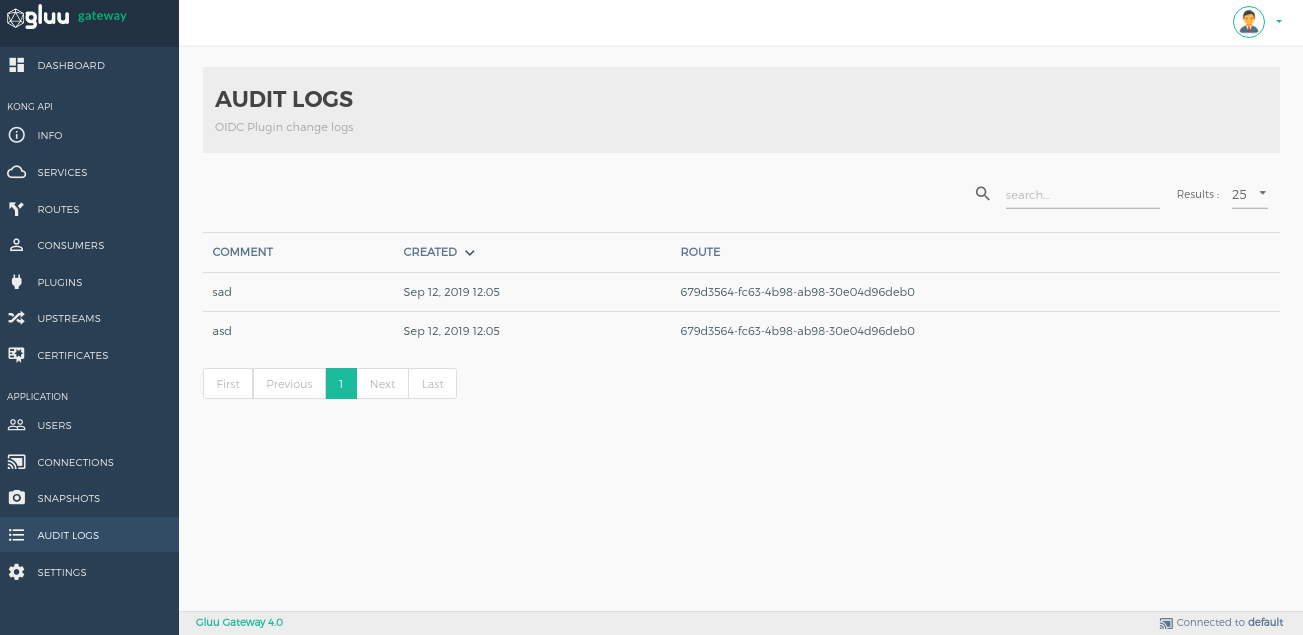 gluu gateway
DASHBOARD
KONG API
INFO
SERVICES
ROUTES
CONSUMERS
PLUGINS
UPSTREAMS
CERTIFICATES
APPLICATION
USERS
CONNECTIONS
SNAPSHOTS
AUDIT LOGS
SETTINGS
AUDIT LOGS
OIDC Plugin change logs
search... Results : 25
COMMENT CREATED ROUTE
sad Sep 12, 2019 12:05 679d3564-fc63-4b98-ab98-30e04d96deb0
asd Sep 12, 2019 12:05 679d3564-fc63-4b98-ab98-30e04d96deb0
First Previous 1 Next Last
Gluu Gateway 4.0 Connected to default